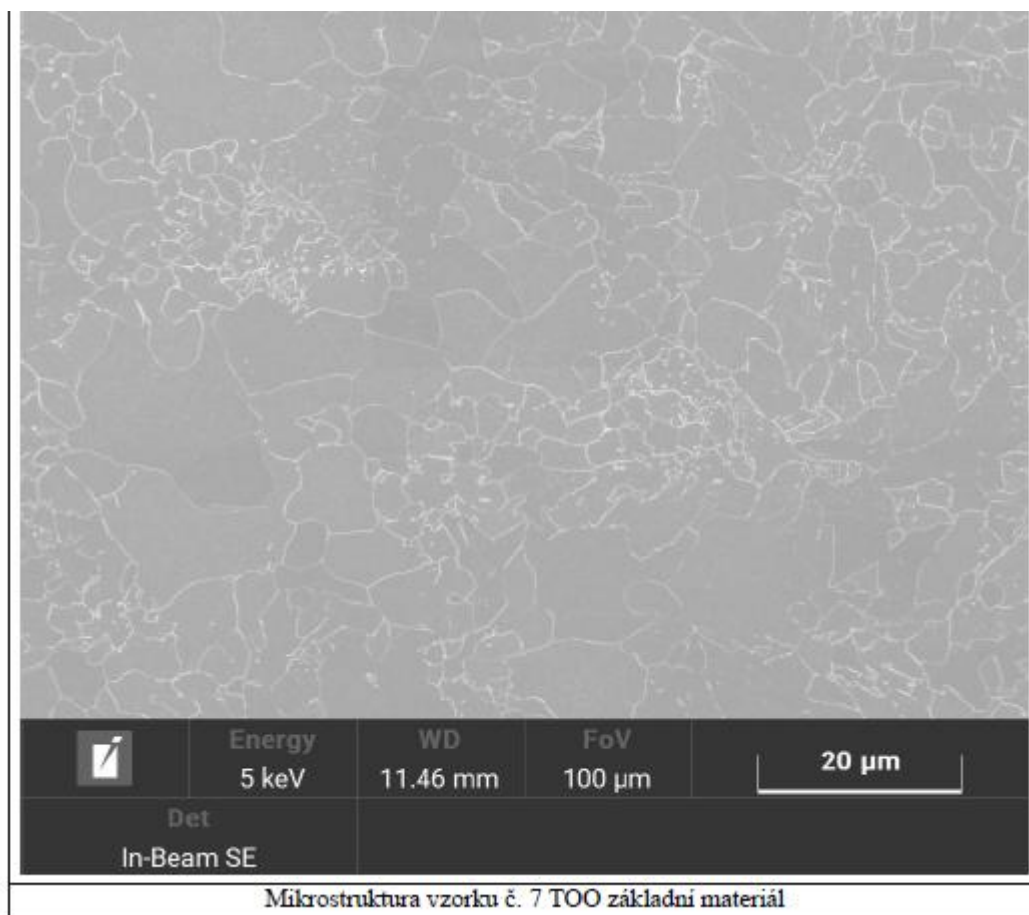 Energy
WD
FoV
20 µm
5 keV
11.46 mm
100 µm
Det
In-Beam SE
Mikrostruktura vzorku č. 7 TOO základní materiál